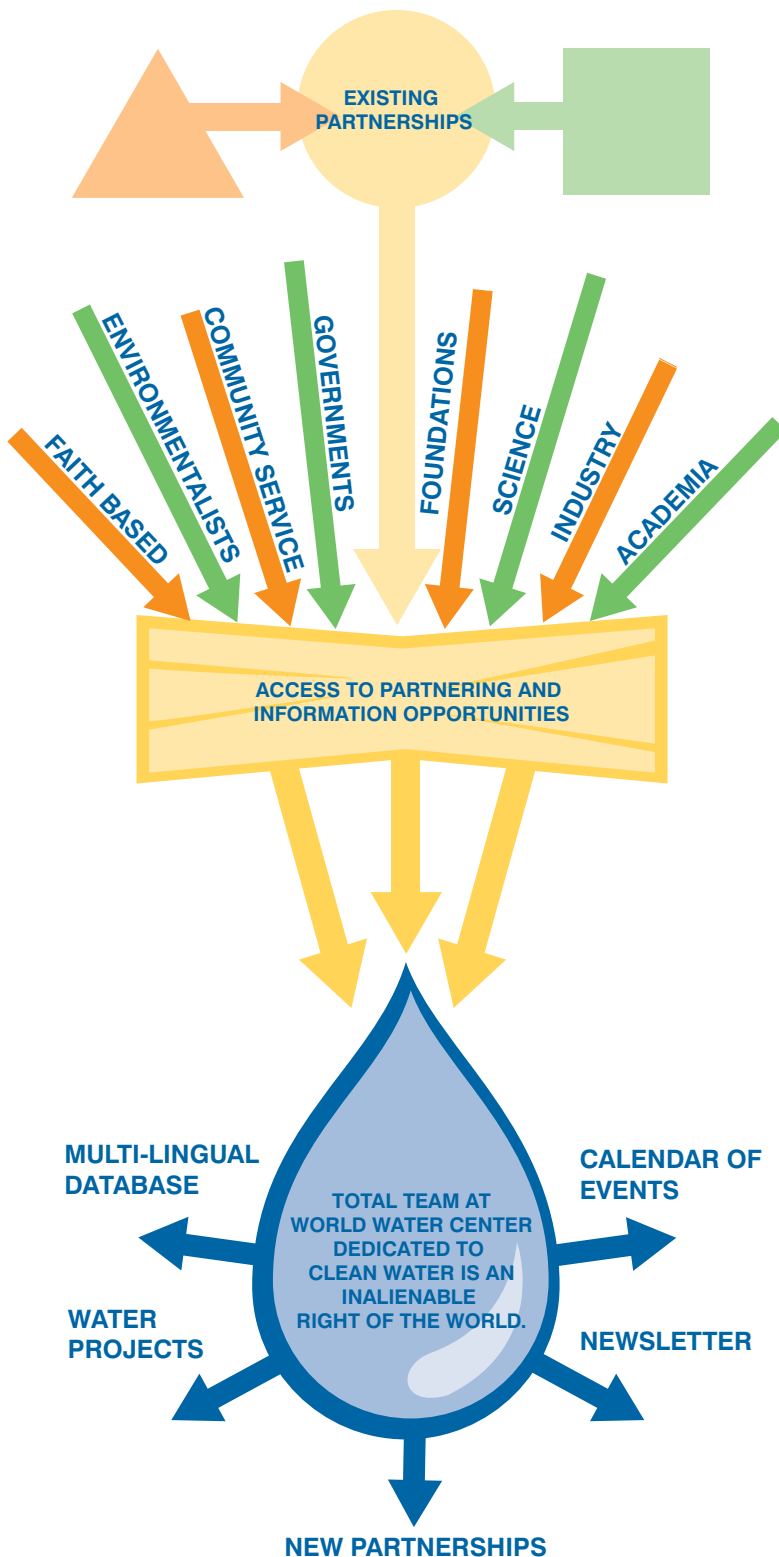 EXISTING
PARTNERSHIPS
FAITH BASED
ENVIRONMENTALISTS
COMMUNITY SERVICE
GOVERNMENTS
FOUNDATIONS
SCIENCE
INDUSTRY
ACADEMIA
ACCESS TO PARTNERING AND
INFORMATION OPPORTUNITIES
MULTI-LINGUAL
DATABASE
CALENDAR OF
EVENTS
TOTAL TEAM AT
WORLD WATER CENTER
DEDICATED TO
CLEAN WATER IS AN
INALIENABLE
RIGHT OF THE WORLD.
WATER
PROJECTS
NEWSLETTER
NEW PARTNERSHIPS